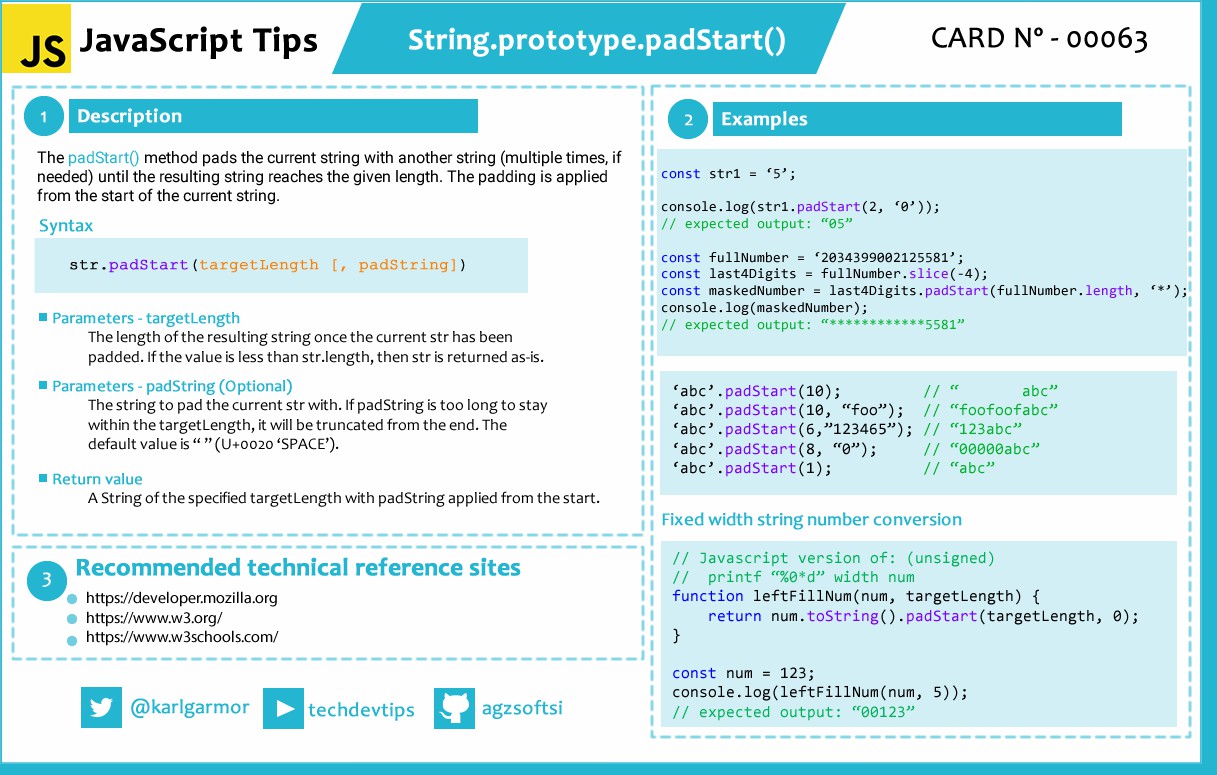 JS JavaScript Tips
String.prototype.padStart()
CARD Nº - 00063
1 Description
The padStart() method pads the current string with another string (multiple times, if
needed) until the resulting string reaches the given length. The padding is applied
from the start of the current string.
Syntax
str.padStart(targetLength [, padString])
Parameters - targetLength
The length of the resulting string once the current str has been
padded. If the value is less than str.length, then str is returned as-is.
Parameters - padString (Optional)
The string to pad the current str with. If padString is too long to stay
within the targetLength, it will be truncated from the end. The
default value is “ ” (U+0020 ‘SPACE’).
Return value
A String of the specified targetLength with padString applied from the start.
3 Recommended technical reference sites
https://developer.mozilla.org
https://www.w3.org/
https://www.w3schools.com/
@karlgarmor
techdevtips
agzsoftsi
2 Examples
const str1 = ‘5’;
console.log(str1.padStart(2, ‘0’));
// expected output: “05”
const fullNumber = ‘2034399002125581’;
const last4Digits = fullNumber.slice(-4);
const maskedNumber = last4Digits.padStart(fullNumber.length, ‘*’);
console.log(maskedNumber);
// expected output: “************5581”
‘abc’.padStart(10);         // “       abc”
‘abc’.padStart(10, “foo”);  // “foofoofabc”
‘abc’.padStart(6,”123465”); // “123abc”
‘abc’.padStart(8, “0”);     // “00000abc”
‘abc’.padStart(1);          // “abc”
Fixed width string number conversion
// Javascript version of: (unsigned)
//  printf “%0*d” width num
function leftFillNum(num, targetLength) {
    return num.toString().padStart(targetLength, 0);
}
const num = 123;
console.log(leftFillNum(num, 5));
// expected output: “00123”